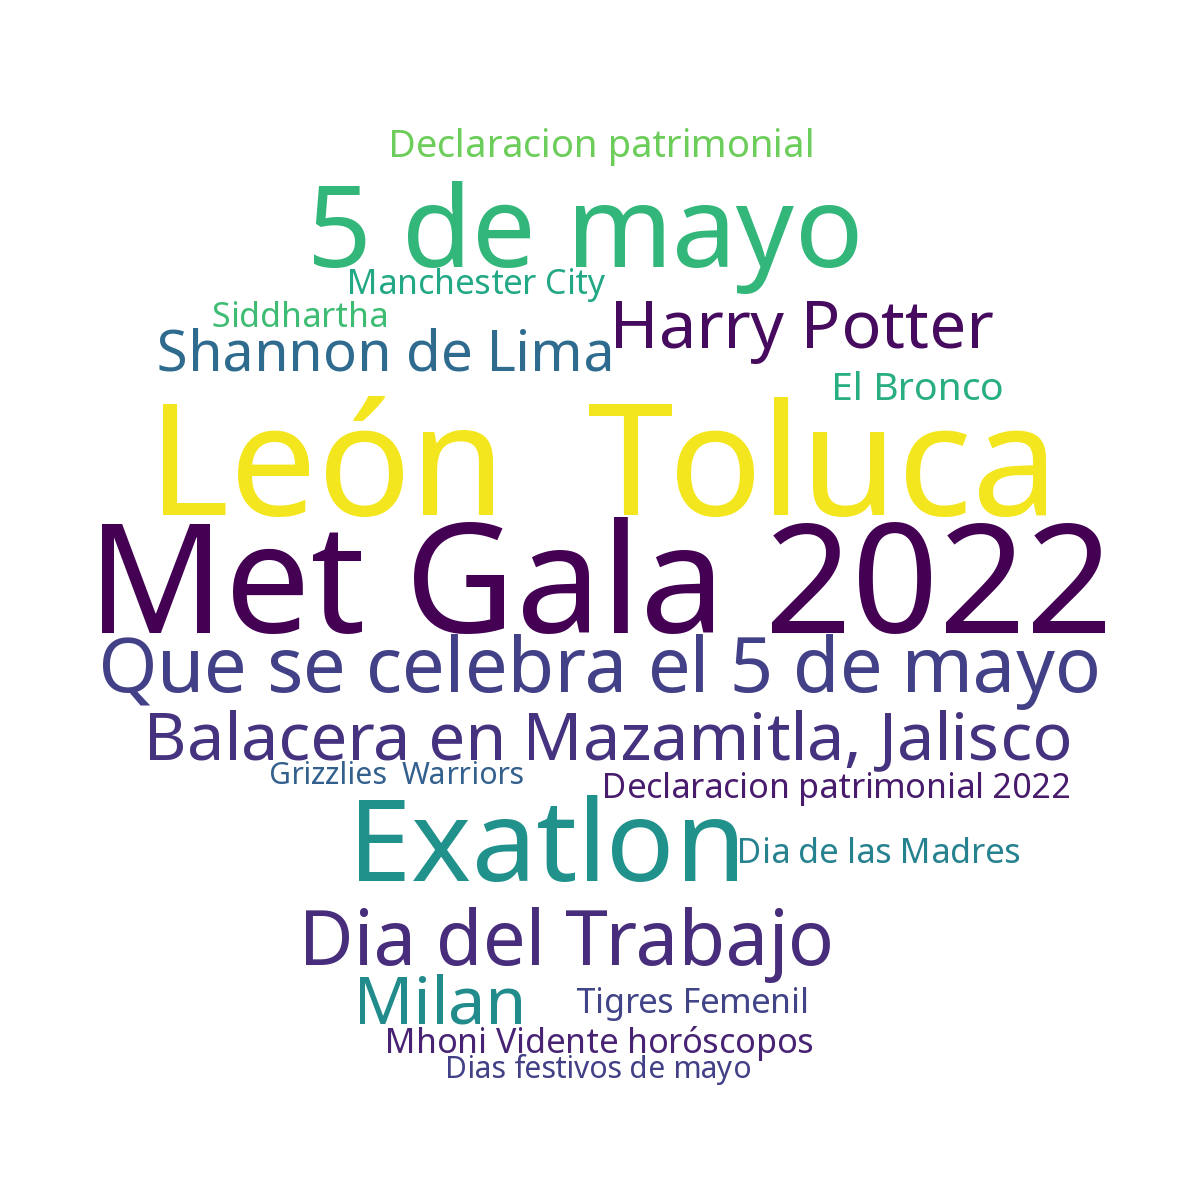 Declaracion patrimonial
5 de mayo
Manchester City
Siddhartha
Harry Potter
Shannon de Lima
El Bronco
León Toluca
Met Gala 2022
Que se celebra el 5 de mayo
Balacera en Mazamitla, Jalisco
Grizzlies Warriors
Declaracion patrimonial 2022
Exatlon
Dia de las Madres
Dia del Trabajo
Milan
Tigres Femenil
Mhoni Vidente horóscopos
Dias festivos de mayo